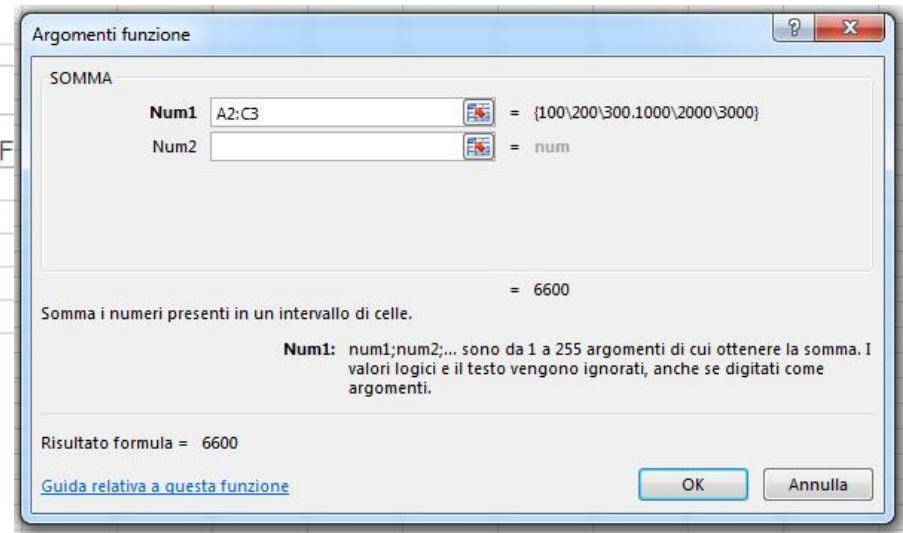 Argomenti funzione
SOMMA
Num1 A2:C3 = {100\200\300.1000\2000\3000}
F
Num2 = num
= 6600
Somma i numeri presenti in un intervallo di celle.
Num1: num1;num2;... sono da 1 a 255 argomenti di cui ottenere la somma. I
valori logici e il testo vengono ignorati, anche se digitati come
argomenti.
Risultato formula = 6600
Guida relativa a questa funzione OK Annulla